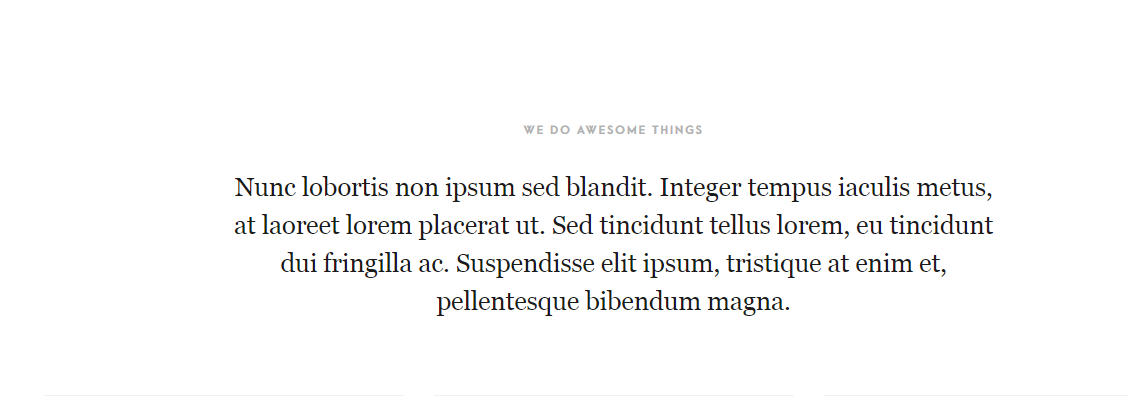 WE DO AWESOME THINGS
Nunc lobortis non ipsum sed blandit. Integer tempus iaculis metus,
at laoreet lorem placerat ut. Sed tincidunt tellus lorem, eu tincidunt
dui fringilla ac. Suspendisse elit ipsum, tristique at enim et,
pellentesque bibendum magna.